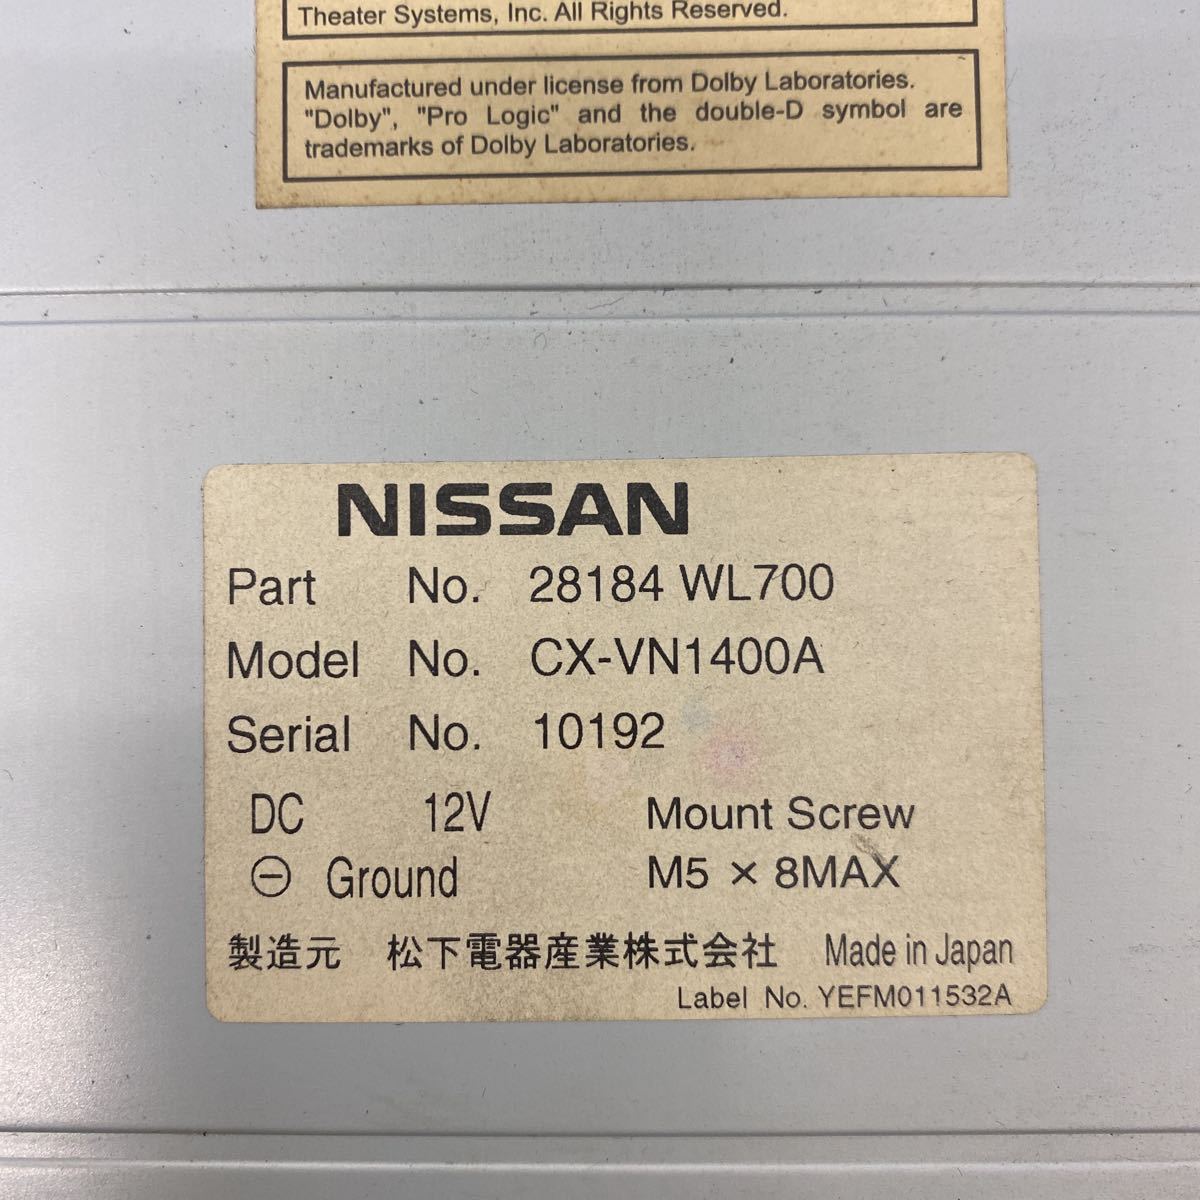 Theater Systems, Inc. All Rights Reserved.
Manufactured under license from Dolby Laboratories.
"Dolby", "Pro Logic" and the double-D symbol are
trademarks of Dolby Laboratories.
NISSAN
Part No. 28184 WL700
Model No. CX-VN1400A
Serial No. 10192
DC 12V Mount Screw
⊖ Ground M5 × 8MAX
製造元 松下電器産業株式会社 Made in Japan
Label No. YEFM011532A